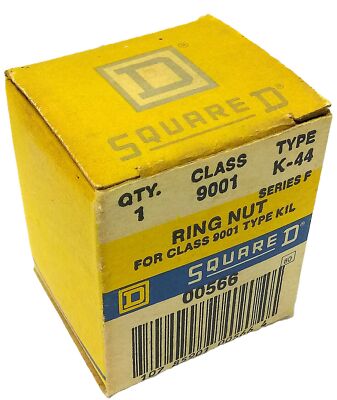 D
SQUARE D
QTY. CLASS TYPE
1 9001 K-44
SERIES F
RING NUT
FOR CLASS 9001 TYPE KIL
D SQUARE D
00566